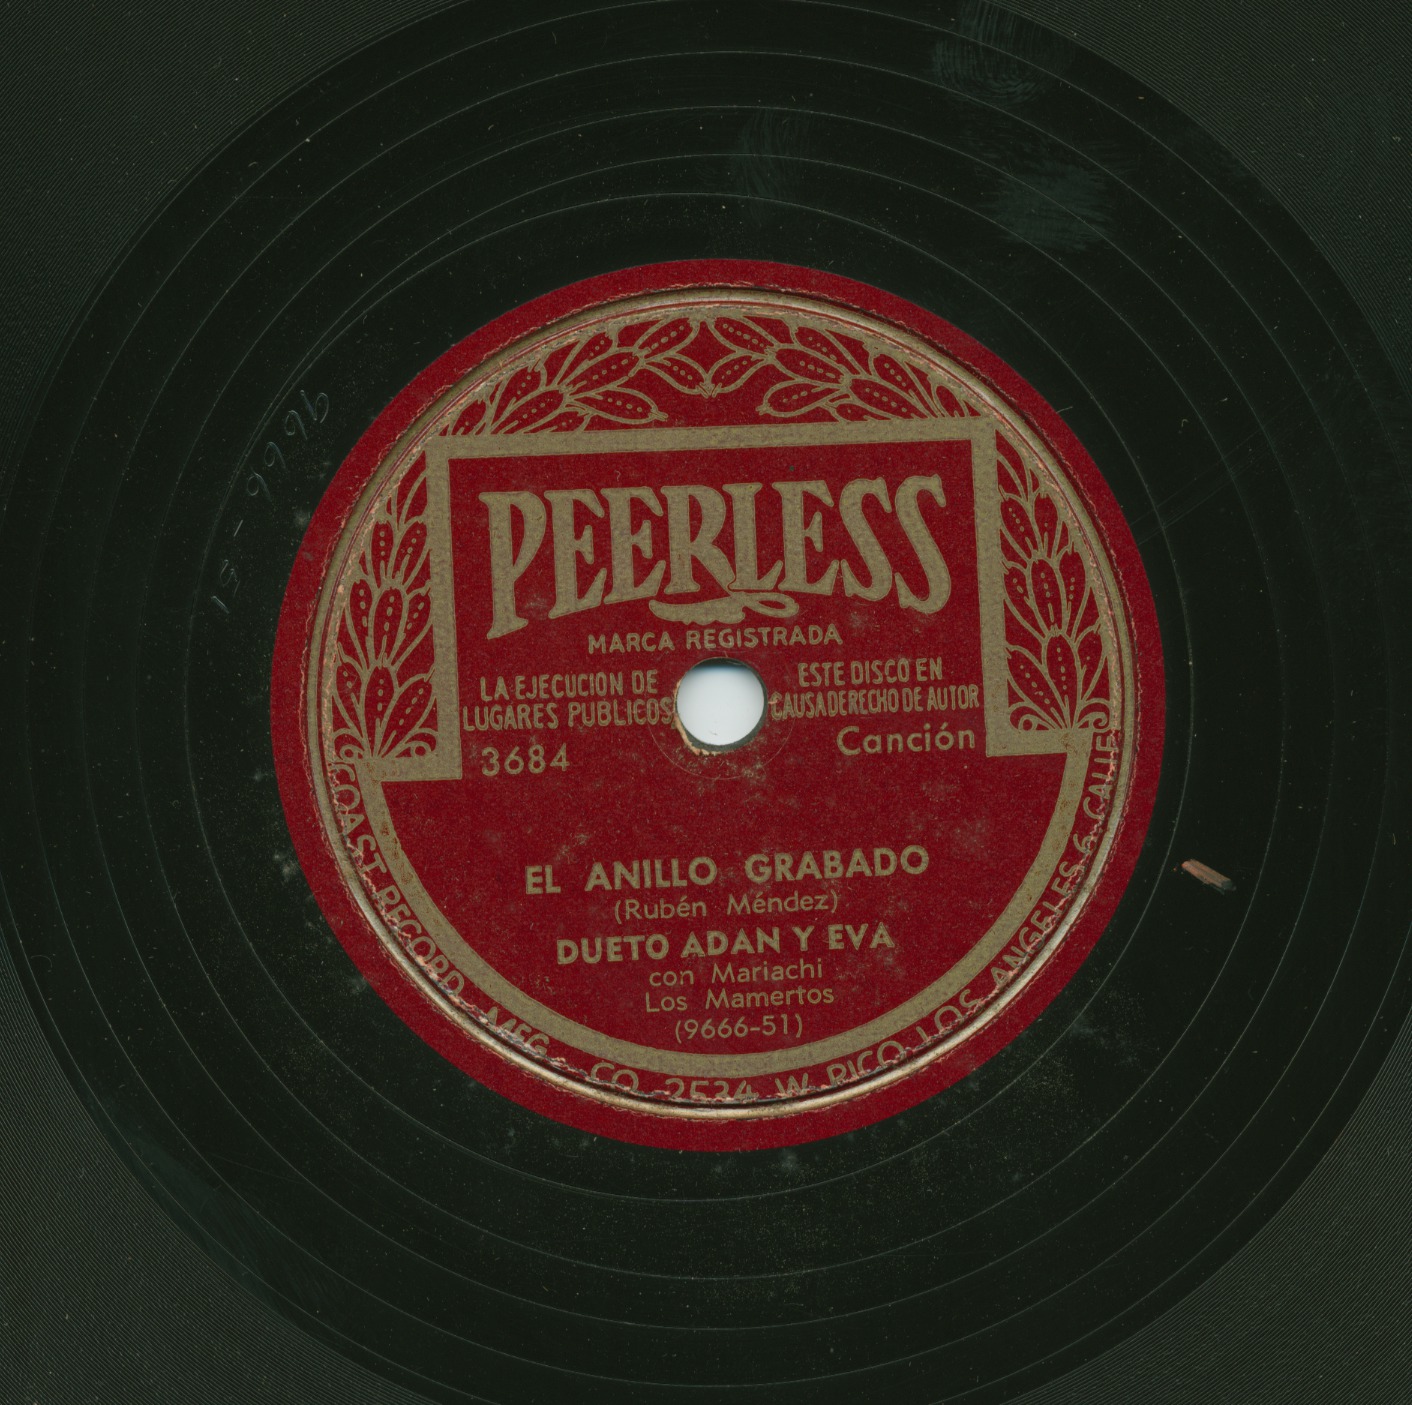 PEERLESS
MARCA REGISTRADA
LA EJECUCION DE
LUGARES PUBLICOS
ESTE DISCO EN
CAUSA DERECHO DE AUTOR
3684
Canción
EL ANILLO GRABADO
(Rubén Méndez)
DUETO ADAN Y EVA
con Mariachi
Los Mamertos
(9666-51)
COAST RECORD MFG. CO. 2534 W. PICO LOS ANGELES 6 CALIF
9666-51